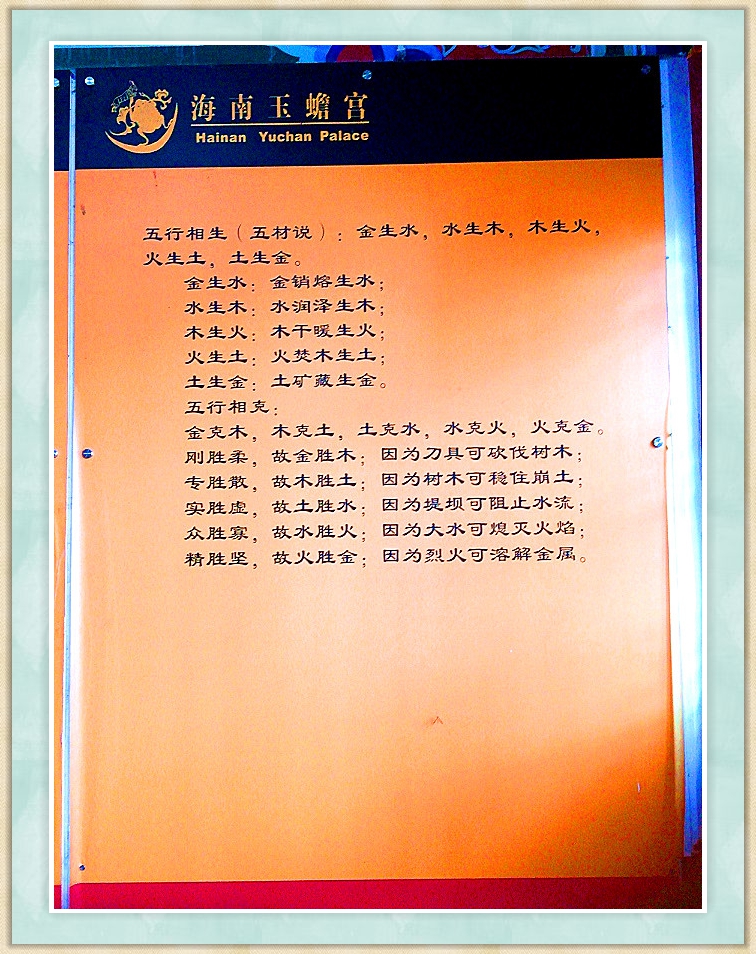 海南玉蟾宫
Hainan Yuchan Palace
五行相生（五材说）：金生水，水生木，木生火，
火生土，土生金。
金生水：金销熔生水；
水生木：水润泽生木；
木生火：木干暖生火；
火生土：火焚木生土；
土生金：土矿藏生金。
五行相克：
金克木，木克土，土克水，水克火，火克金。
刚胜柔，故金胜木；因为刀具可砍伐树木；
专胜散，故木胜土；因为树木可稳住崩土；
实胜虚，故土胜水；因为堤坝可阻止水流；
众胜寡，故水胜火；因为大水可熄灭火焰；
精胜坚，故火胜金；因为烈火可溶解金属。